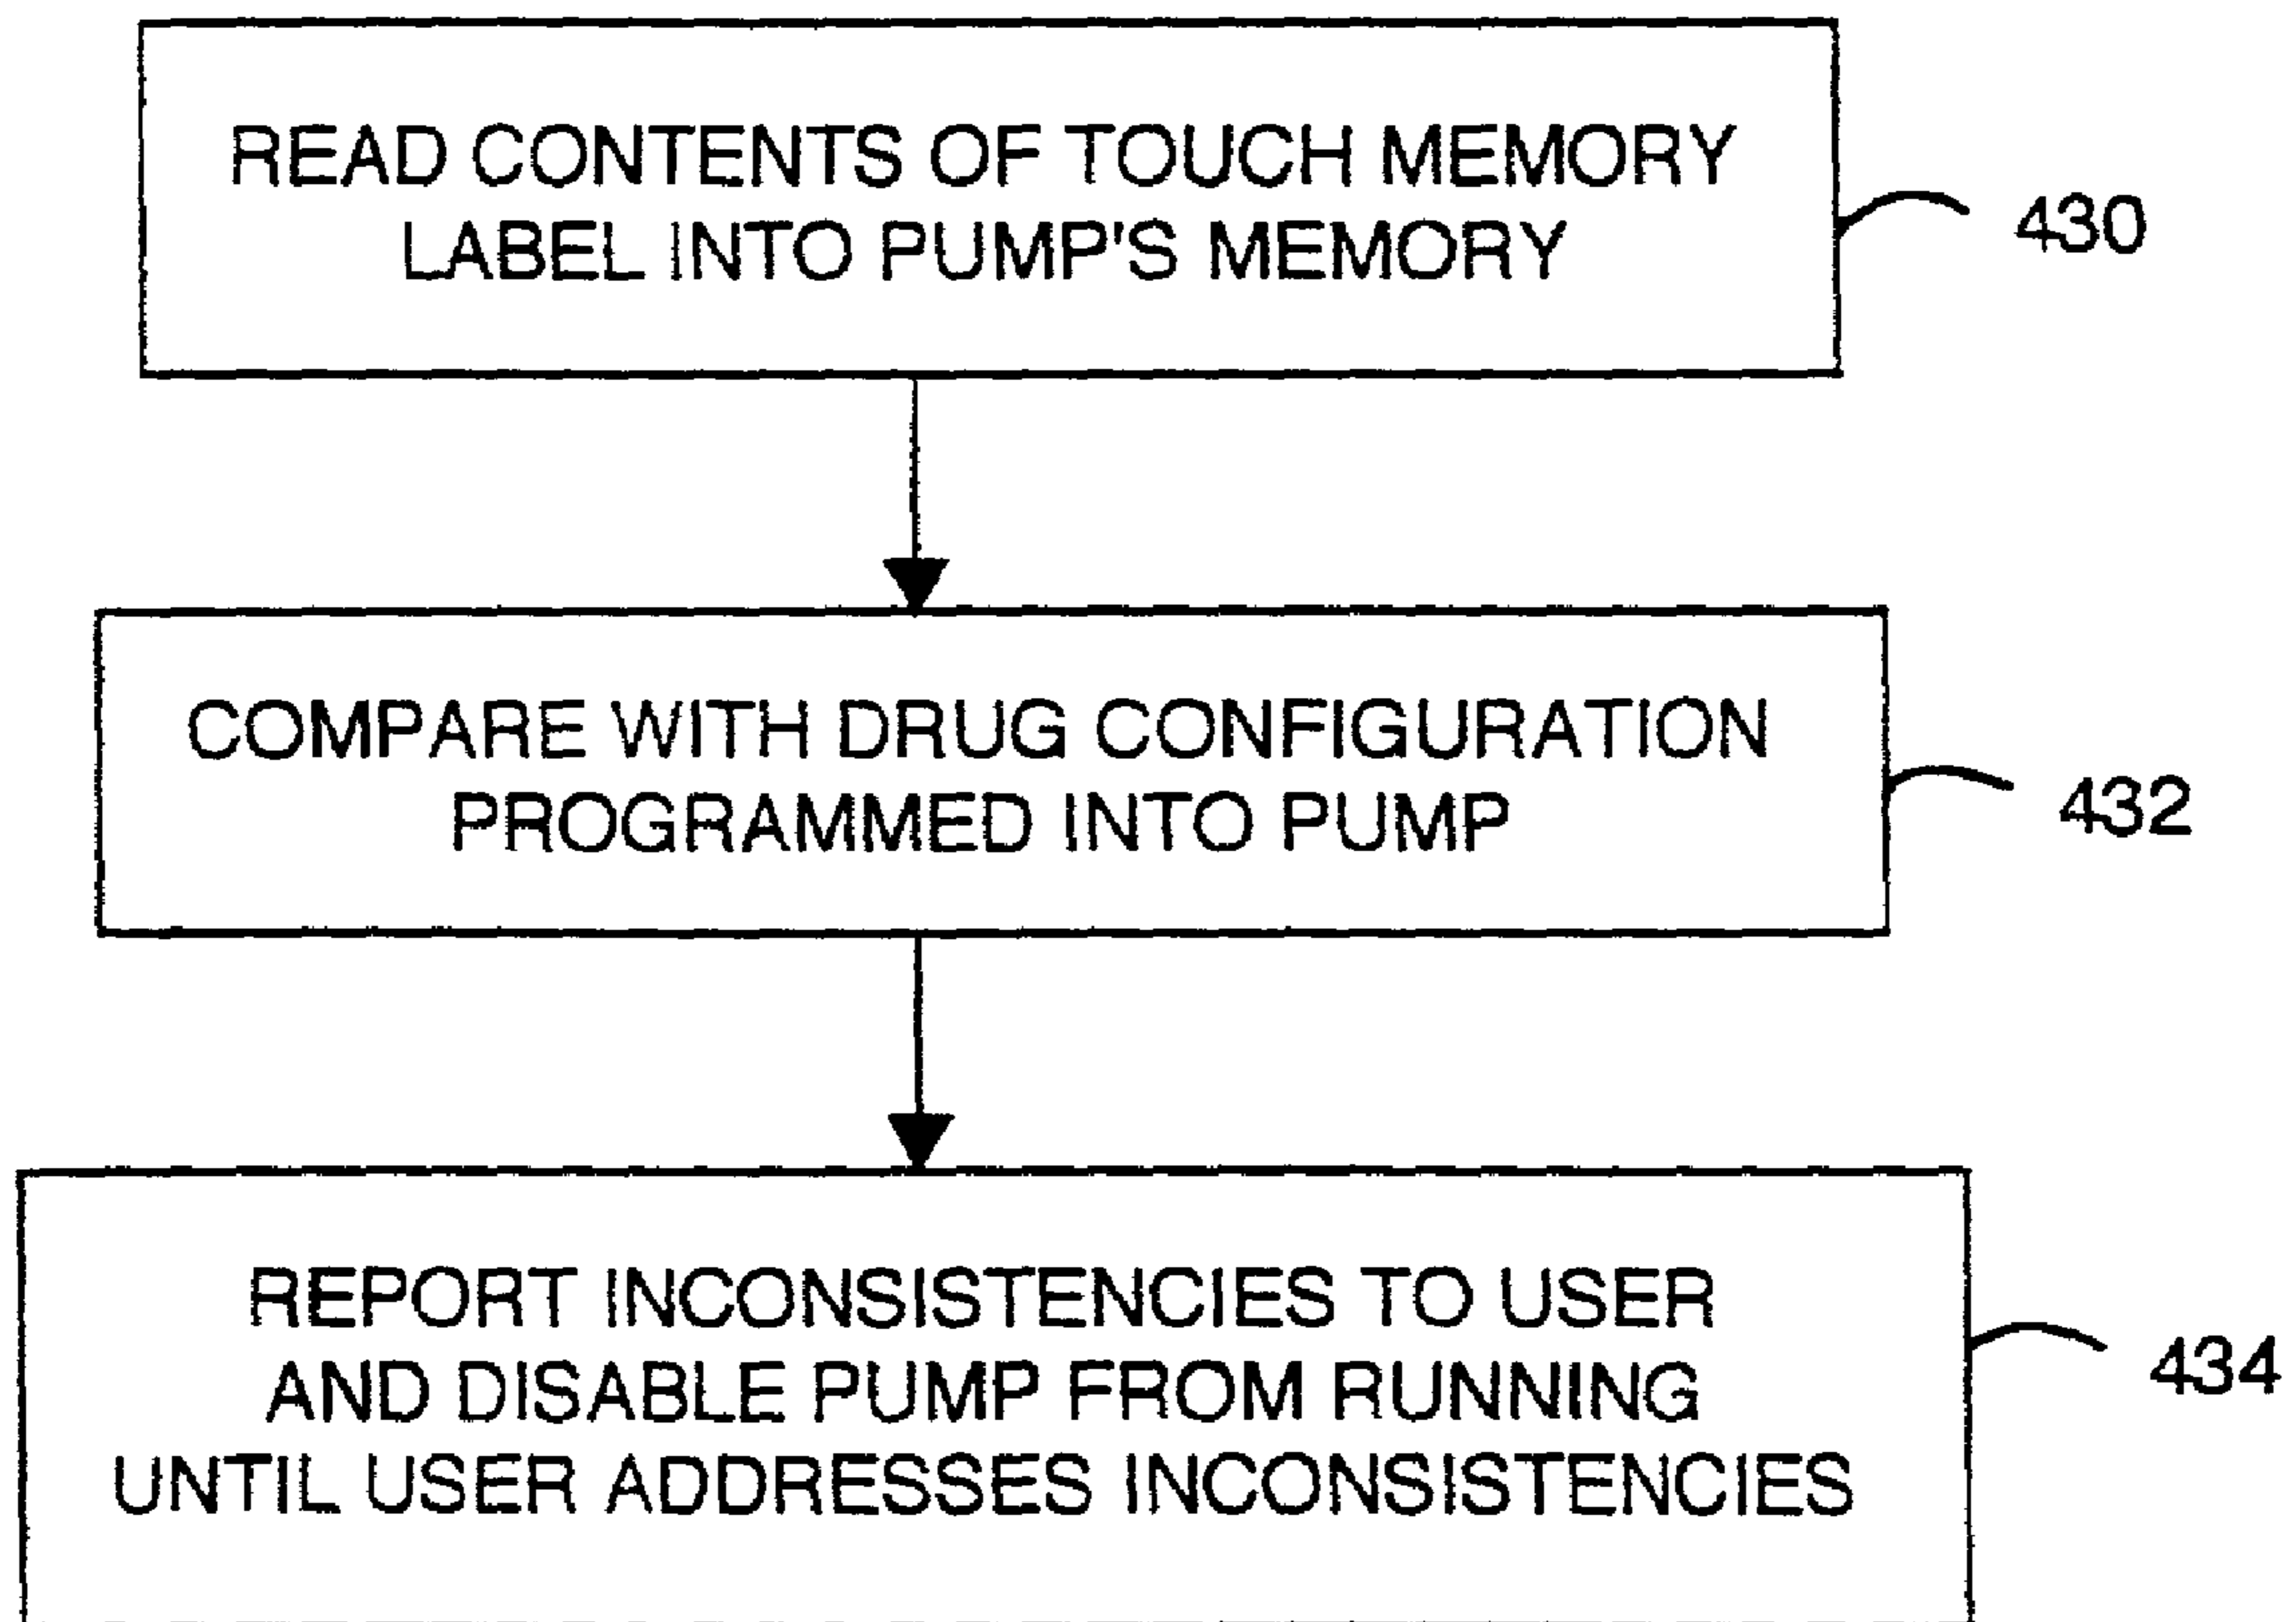 READ CONTENTS OF TOUCH MEMORY
LABEL INTO PUMP'S MEMORY
430
COMPARE WITH DRUG CONFIGURATION
PROGRAMMED INTO PUMP
432
REPORT INCONSISTENCIES TO USER
AND DISABLE PUMP FROM RUNNING
UNTIL USER ADDRESSES INCONSISTENCIES
434